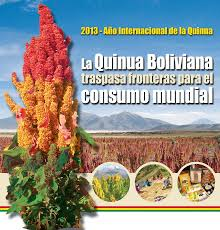 2013 - Año Internacional de la Quinua
La Quinua Boliviana
traspasa fronteras para el
consumo mundial